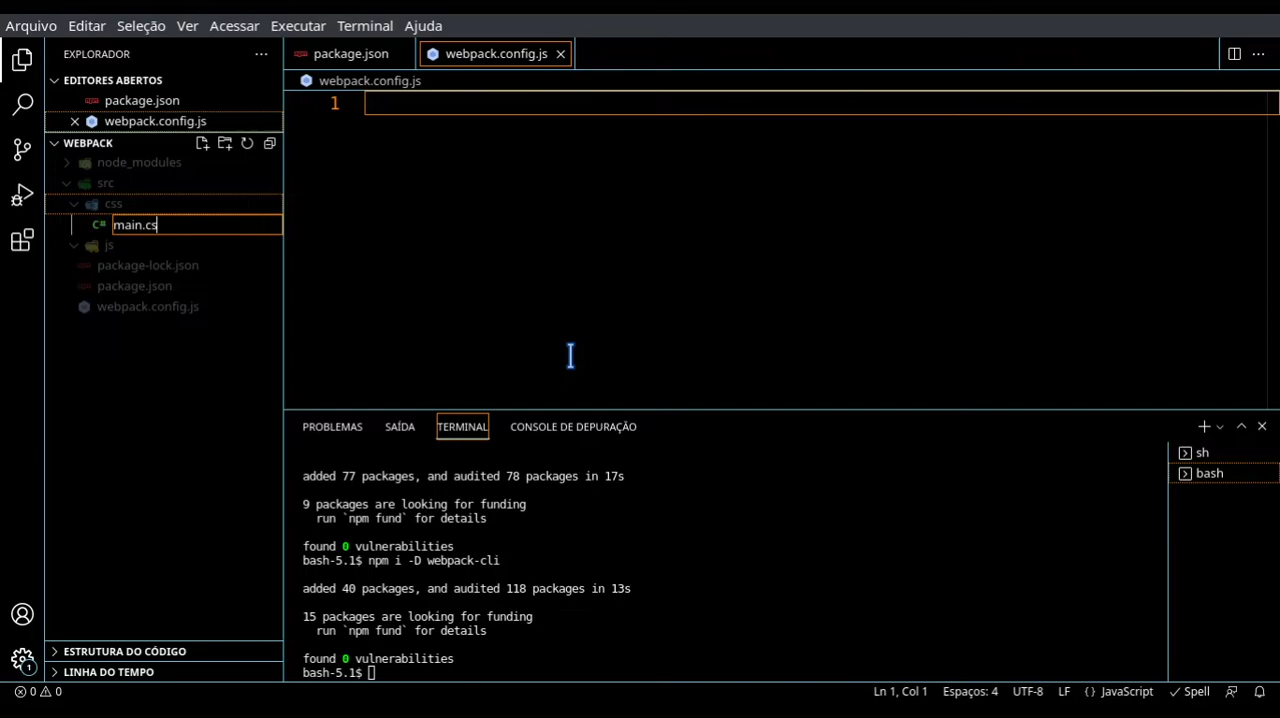 Arquivo Editar Seleção Ver Acessar Executar Terminal Ajuda
EXPLORADOR
EDITORES ABERTOS
package.json
webpack.config.js
WEBPACK
node_modules
src
css
C# main.cs
js
package-lock.json
package.json
webpack.config.js
ESTRUTURA DO CÓDIGO
LINHA DO TEMPO
package.json webpack.config.js
webpack.config.js
1
PROBLEMAS SAÍDA TERMINAL CONSOLE DE DEPURAÇÃO
added 77 packages, and audited 78 packages in 17s
9 packages are looking for funding
run `npm fund` for details
found 0 vulnerabilities
bash-5.1$ npm i -D webpack-cli
added 40 packages, and audited 118 packages in 13s
15 packages are looking for funding
run `npm fund` for details
found 0 vulnerabilities
bash-5.1$
sh
bash
1
0 0 Ln 1, Col 1 Espaços: 4 UTF-8 LF {} JavaScript Spell